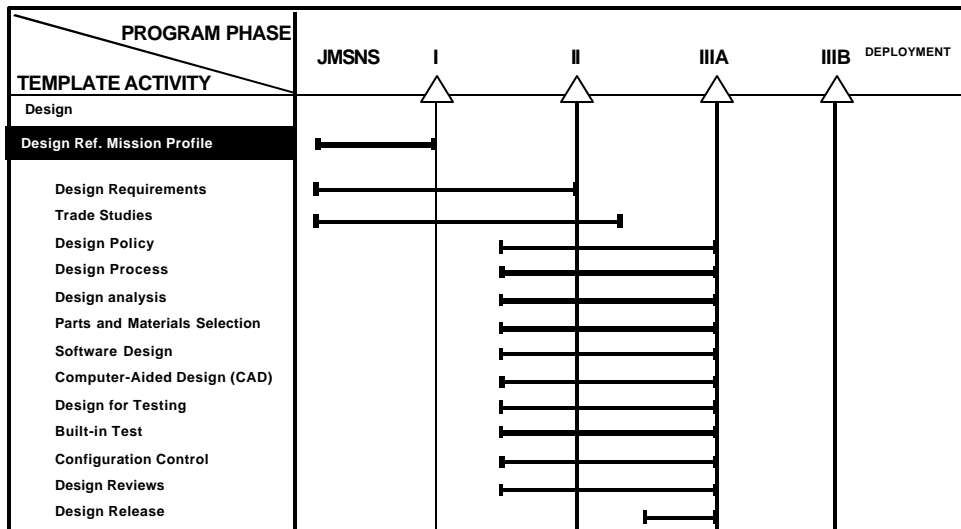 PROGRAM PHASE
JMSNS I II IIIA IIIB DEPLOYMENT
TEMPLATE ACTIVITY
Design
Design Ref. Mission Profile
Design Requirements
Trade Studies
Design Policy
Design Process
Design analysis
Parts and Materials Selection
Software Design
Computer-Aided Design (CAD)
Design for Testing
Built-in Test
Configuration Control
Design Reviews
Design Release